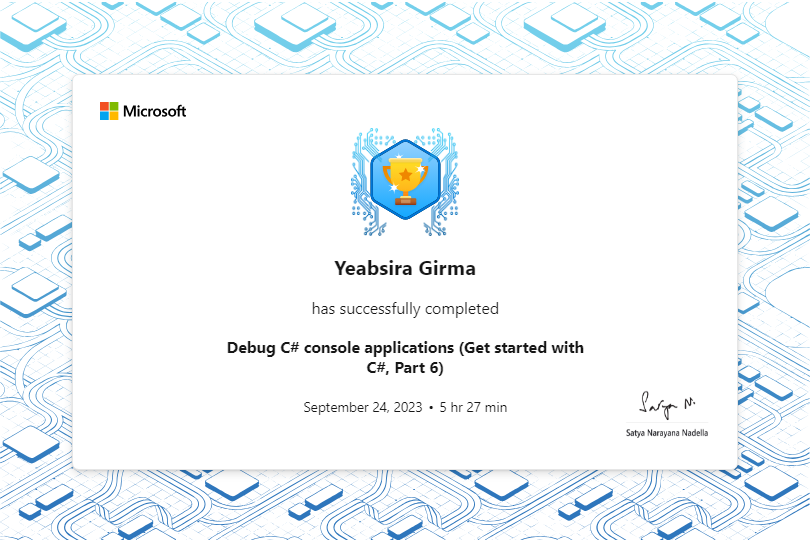 Microsoft
Yeabsira Girma
has successfully completed
Debug C# console applications (Get started with
C#, Part 6)
September 24, 2023 • 5 hr 27 min
Satya N.
Satya Narayana Nadella